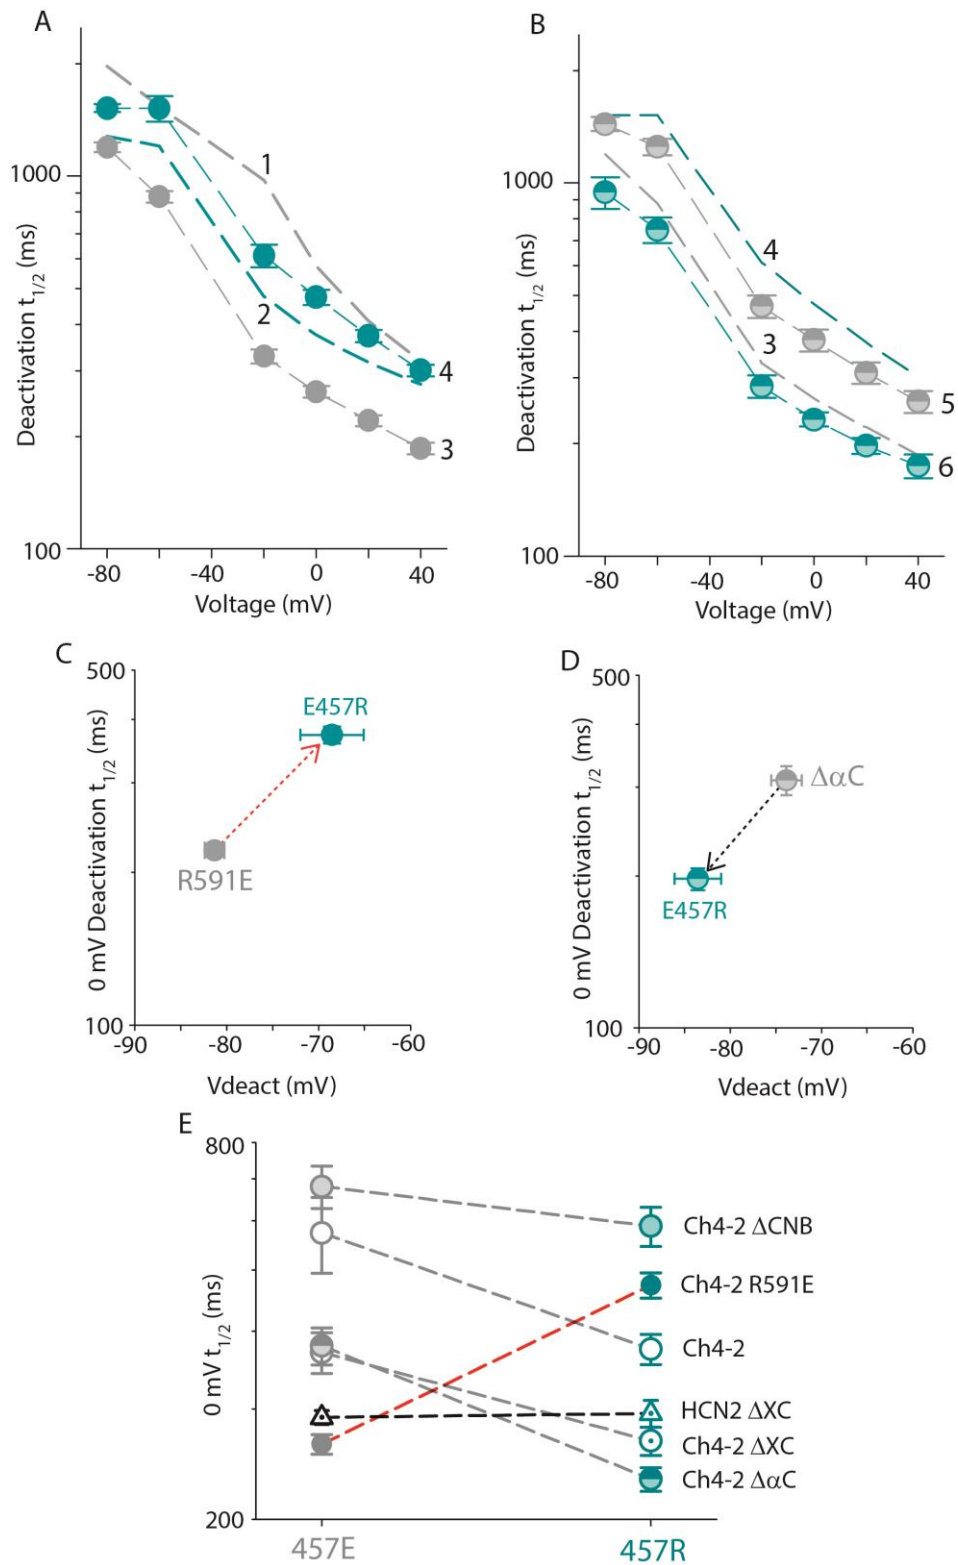 A
Deactivation t1/2 (ms)
1000
100
1
2
4
3
-80
-40
0
40
Voltage (mV)
B
Deactivation t1/2 (ms)
1000
100
4
3
5
6
-80
-40
0
40
Voltage (mV)
C
0 mV Deactivation t1/2 (ms)
500
100
E457R
R591E
-90
-80
-70
-60
Vdeact (mV)
D
0 mV Deactivation t1/2 (ms)
500
100
ΔαC
E457R
-90
-80
-70
-60
Vdeact (mV)
E
0 mV t1/2 (ms)
800
200
Ch4-2 ΔCNB
Ch4-2 R591E
Ch4-2
HCN2 ΔXC
Ch4-2 ΔXC
Ch4-2 ΔαC
457E
457R